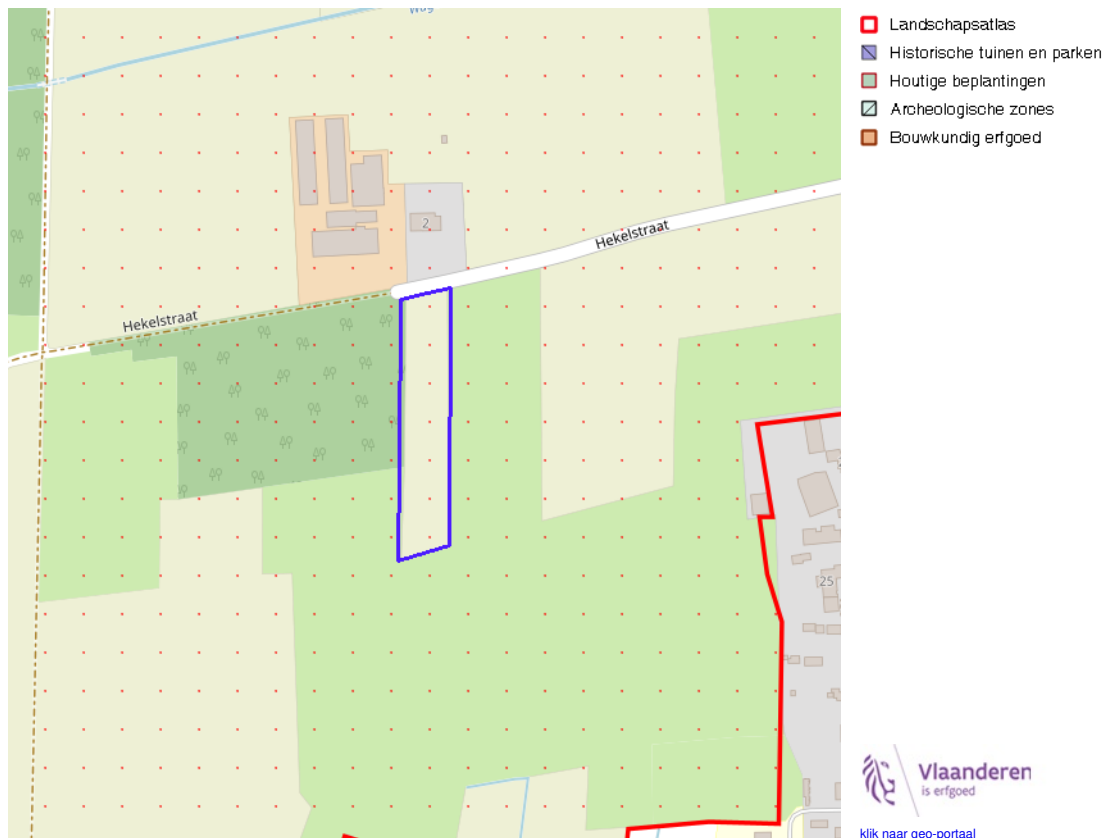 Landschapsatlas
Historische tuinen en parken
Houtige beplantingen
Archeologische zones
Bouwkundig erfgoed
2
Hekelstraat
Hekelstraat
25
Vlaanderen
is erfgoed
klik naar geo-portaal